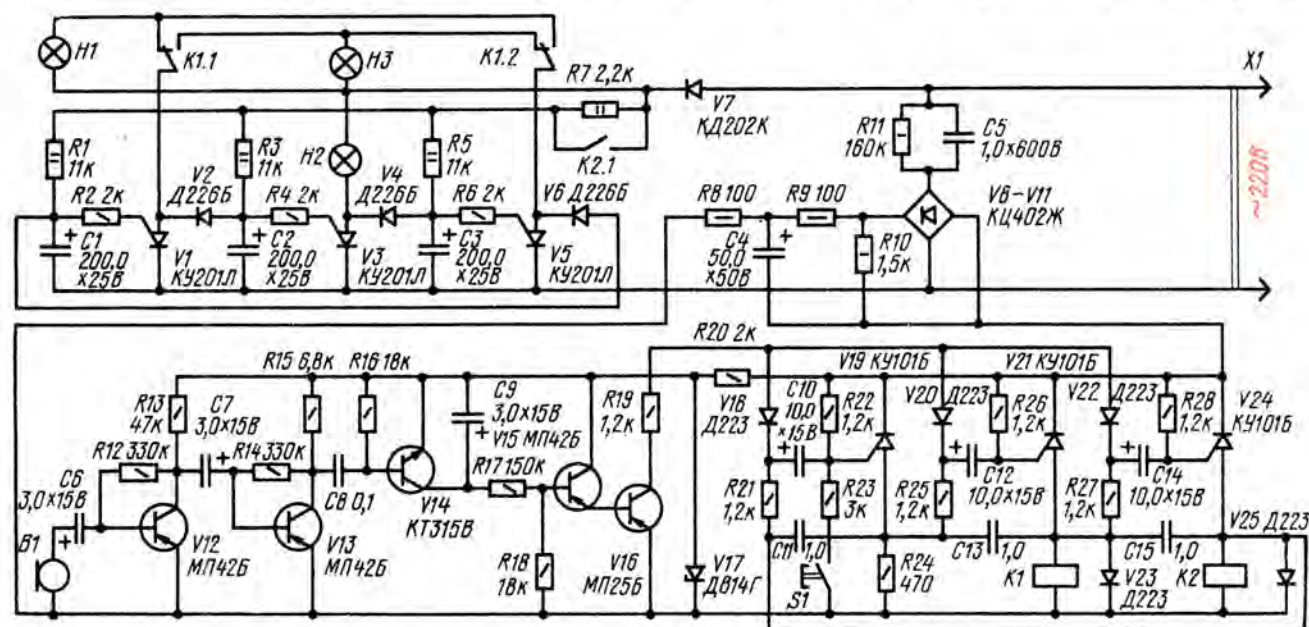 H1
K1.1
H3
K1.2
R7 2,2к
X1
V7
КД202К
R11
160к
C5
1,0×600В
~220В
R1
11к
R3
11к
H2
R5
11к
K2.1
R2 2к
V2
Д226Б
R4 2к
V4
Д226Б
R6 2к
V6 Д226Б
R8 100
R9 100
V8–V11
КЦ402Ж
+
C1
200,0
×25В
V1
КУ201Л
+
C2
200,0
×25В
V3
КУ201Л
+
C3
200,0
×25В
V5
КУ201Л
C4
50,0
×50В
+
R10
1,5к
R20 2к
R15 6,8к
R16 18к
V19 КУ101Б
V21 КУ101Б
R13
47к
C7
3,0×15В
C9
3,0×15В
+
V15 МП42Б
R19
1,2к
V18
Д223
C10
10,0
×15В
+
R22
1,2к
V20
Д223
R26
1,2к
V22
Д223
R28
1,2к
V24
КУ101Б
R12 330к
+
R14 330к
C8 0,1
R17 150к
C6
3,0×15В
+
B1
V12
МП42Б
V13
МП42Б
V14
КТ315В
R18
18к
V16
МП25Б
V17
Д814Г
R21
1,2к
R23
3к
R25
1,2к
+
C12
10,0×15В
R27
1,2к
+
C14
10,0×15В
C11
1,0
S1
R24
470
C13
1,0
K1
V23
Д223
C15
1,0
K2
V25 Д223